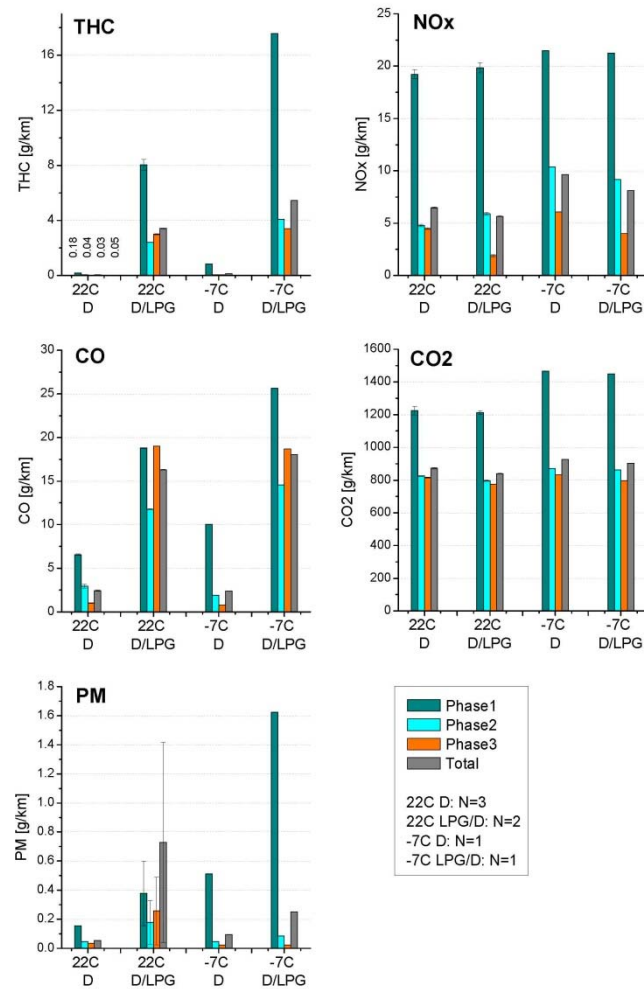 THC
THC [g/km]
16
12
8
4
0
0.18
0.04
0.03
0.05
22C 22C -7C -7C
D D/LPG D D/LPG
NOx
NOx [g/km]
25
20
15
10
5
0
22C 22C -7C -7C
D D/LPG D D/LPG
CO
CO [g/km]
30
25
20
15
10
5
0
22C 22C -7C -7C
D D/LPG D D/LPG
CO2
CO2 [g/km]
1600
1400
1200
1000
800
600
400
200
0
22C 22C -7C -7C
D D/LPG D D/LPG
PM
PM [g/km]
1.8
1.6
1.4
1.2
1.0
0.8
0.6
0.4
0.2
0.0
22C 22C -7C -7C
D D/LPG D D/LPG
Phase1
Phase2
Phase3
Total
22C D: N=3
22C LPG/D: N=2
-7C D: N=1
-7C LPG/D: N=1